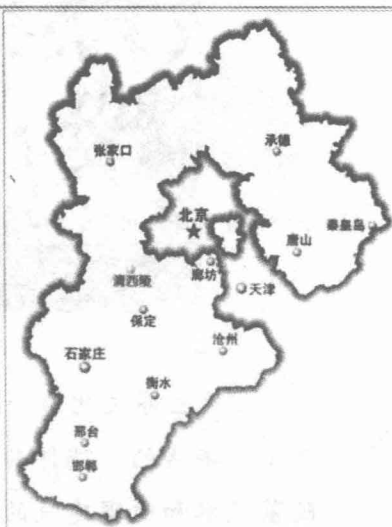 承德
张家口
北京
秦皇岛
唐山
廊坊
清西陵
天津
保定
沧州
石家庄
衡水
邢台
邯郸